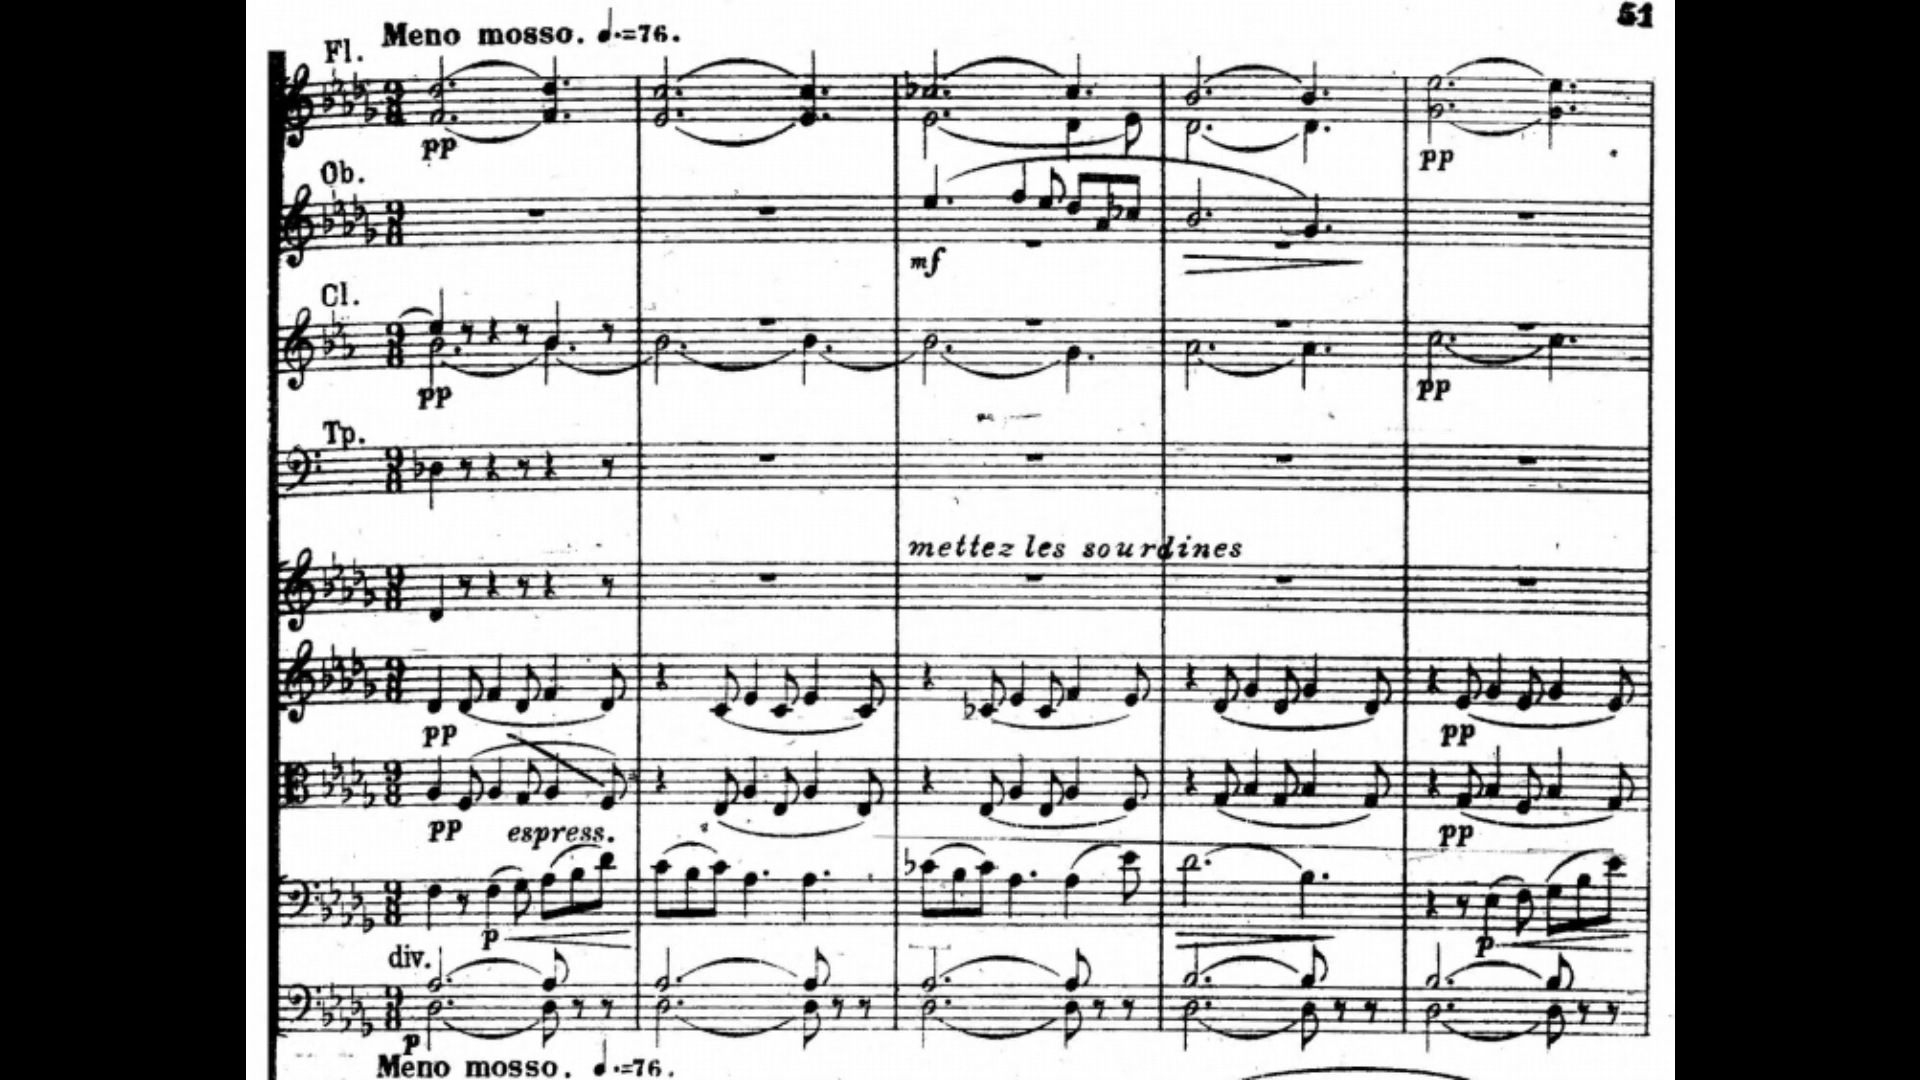 51
Meno mosso. ♩.=76.
Fl.
pp pp
Ob.
mf
Cl.
pp pp
Tp.
mettez les sourdines
pp pp
pp espress. pp
p p
div.
p
Meno mosso. ♩.=76.